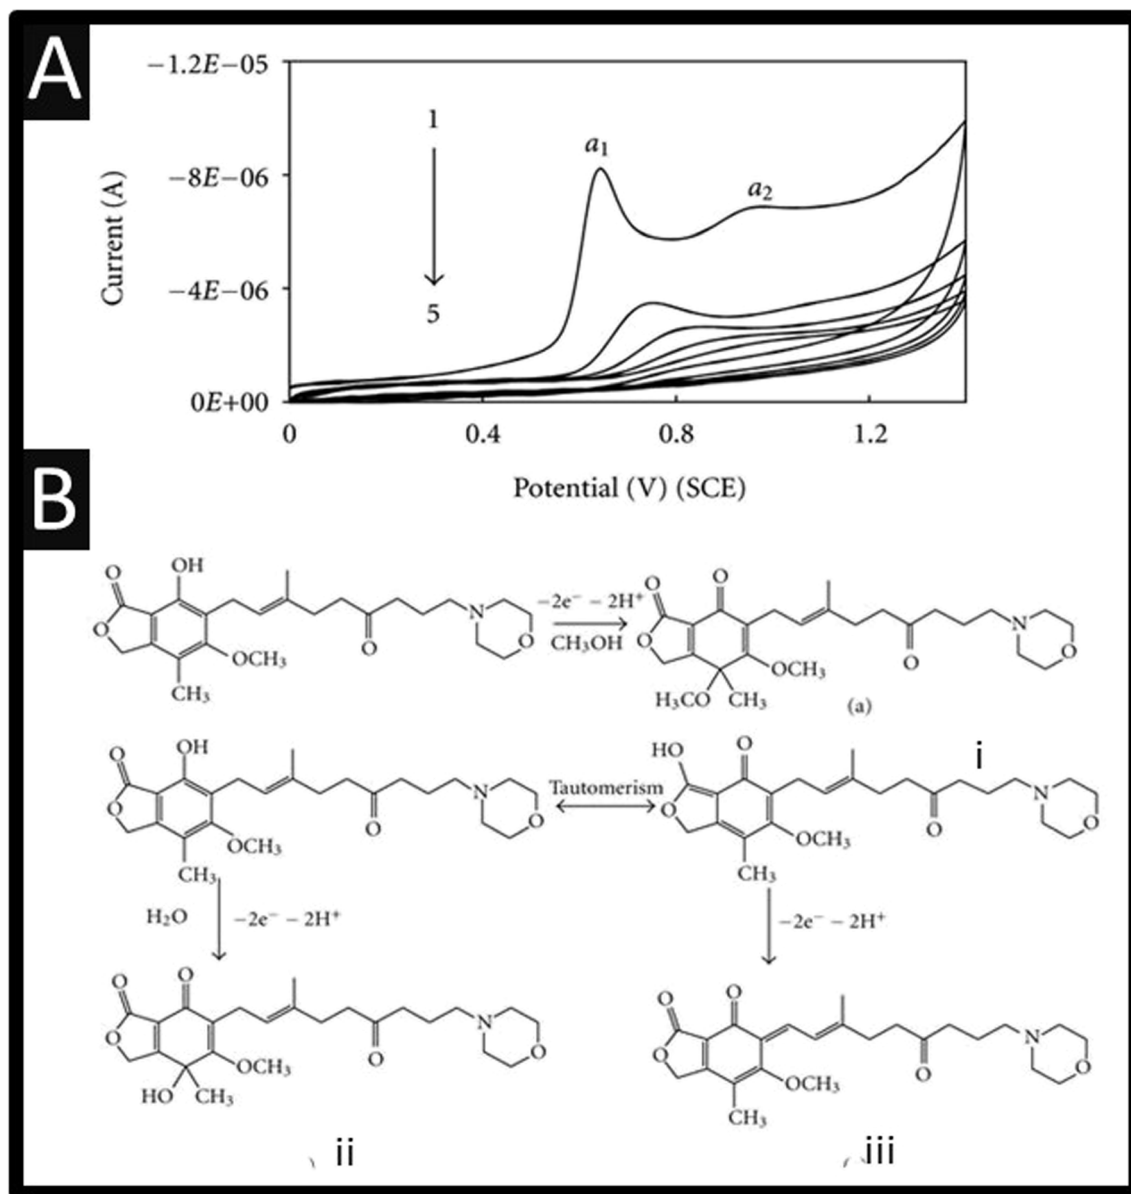 A
−1.2E−05
−8E−06
−4E−06
0E+00
Current (A)
1
5
a1
a2
0
0.4
0.8
1.2
Potential (V) (SCE)
B
O
OH
O
OCH3
CH3
O
N
O
−2e− − 2H+
CH3OH
O
O
O
OCH3
H3CO
CH3
O
N
O
(a)
i
O
OH
O
OCH3
CH3
O
N
O
Tautomerism
HO
O
O
OCH3
CH3
O
N
O
H2O
−2e− − 2H+
−2e− − 2H+
O
O
O
OCH3
HO
CH3
O
N
O
ii
O
O
O
OCH3
CH3
O
N
O
iii